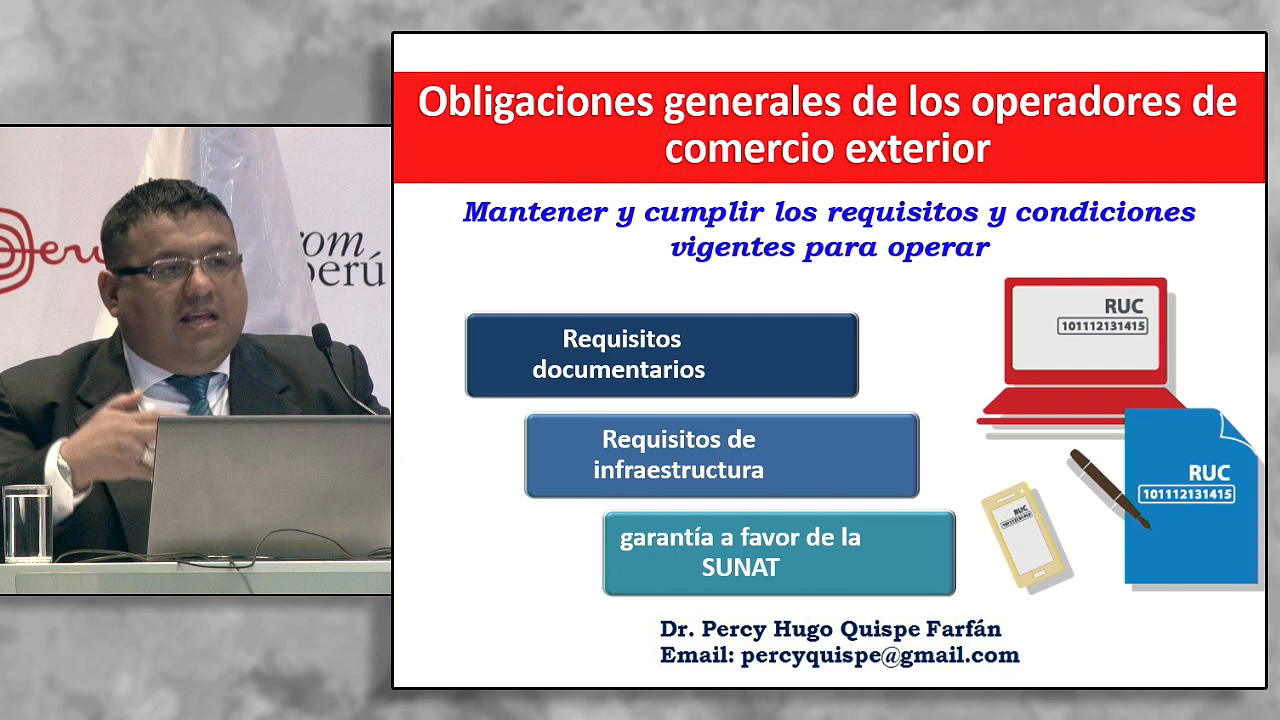 Obligaciones generales de los operadores de
comercio exterior
Mantener y cumplir los requisitos y condiciones
vigentes para operar
Requisitos
documentarios
Requisitos de
infraestructura
garantía a favor de la
SUNAT
RUC
101112131415
RUC
101112131415
RUC
Dr. Percy Hugo Quispe Farfán
Email: percyquispe@gmail.com
perú